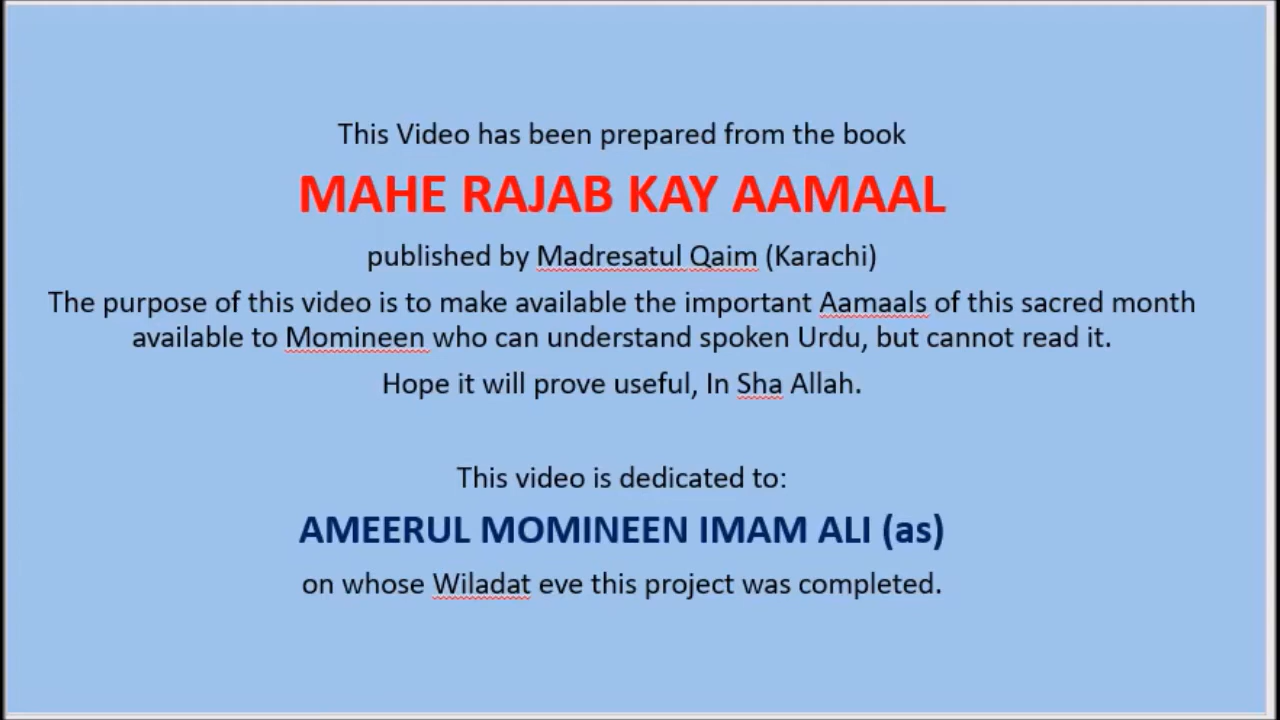 This Video has been prepared from the book
MAHE RAJAB KAY AAMAAL
published by Madresatul Qaim (Karachi)
The purpose of this video is to make available the important Aamaals of this sacred month
available to Momineen who can understand spoken Urdu, but cannot read it.
Hope it will prove useful, In Sha Allah.
This video is dedicated to:
AMEERUL MOMINEEN IMAM ALI (as)
on whose Wiladat eve this project was completed.